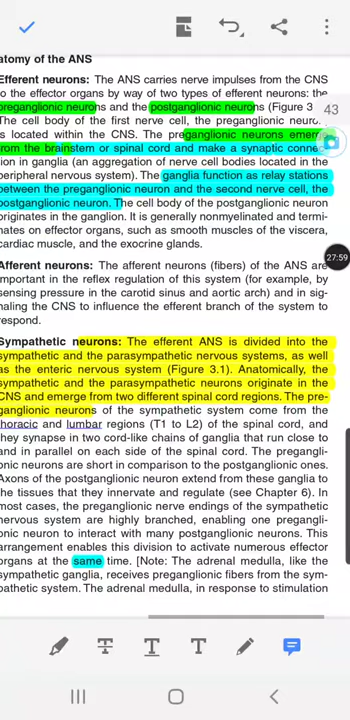 atomy of the ANS
Efferent neurons: The ANS carries nerve impulses from the CNS
o the effector organs by way of two types of efferent neurons: the
preganglionic neurons and the postganglionic neurons (Figure 3
The cell body of the first nerve cell, the preganglionic neuro
s located within the CNS. The preganglionic neurons emerg
from the brainstem or spinal cord and make a synaptic connec
ion in ganglia (an aggregation of nerve cell bodies located in the
peripheral nervous system). The ganglia function as relay stations
between the preganglionic neuron and the second nerve cell, the
postganglionic neuron. The cell body of the postganglionic neuron
originates in the ganglion. It is generally nonmyelinated and termi-
nates on effector organs, such as smooth muscles of the viscera,
cardiac muscle, and the exocrine glands.
Afferent neurons: The afferent neurons (fibers) of the ANS are
important in the reflex regulation of this system (for example, by
sensing pressure in the carotid sinus and aortic arch) and in sig-
naling the CNS to influence the efferent branch of the system to
respond.
Sympathetic neurons: The efferent ANS is divided into the
sympathetic and the parasympathetic nervous systems, as well
as the enteric nervous system (Figure 3.1). Anatomically, the
sympathetic and the parasympathetic neurons originate in the
CNS and emerge from two different spinal cord regions. The pre-
ganglionic neurons of the sympathetic system come from the
thoracic and lumbar regions (T1 to L2) of the spinal cord, and
they synapse in two cord-like chains of ganglia that run close to
and in parallel on each side of the spinal cord. The pregangli-
onic neurons are short in comparison to the postganglionic ones.
Axons of the postganglionic neuron extend from these ganglia to
the tissues that they innervate and regulate (see Chapter 6). In
most cases, the preganglionic nerve endings of the sympathetic
nervous system are highly branched, enabling one pregangli-
onic neuron to interact with many postganglionic neurons. This
arrangement enables this division to activate numerous effector
organs at the same time. [Note: The adrenal medulla, like the
sympathetic ganglia, receives preganglionic fibers from the sym-
pathetic system. The adrenal medulla, in response to stimulation
43
27:59
T
T
T